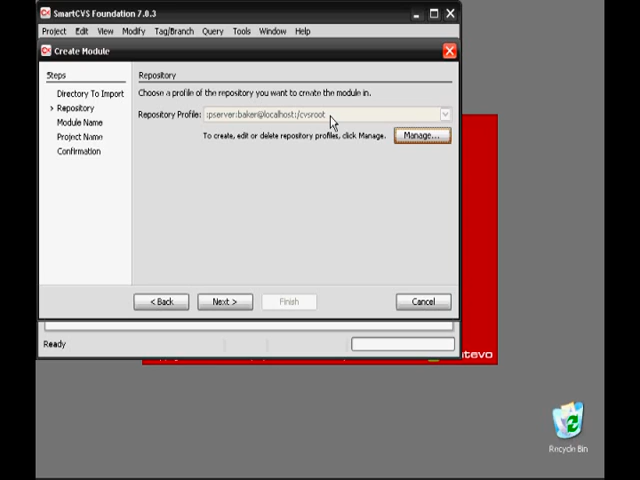 SmartCVS Foundation 7.0.3
Project Edit View Modify Tag/Branch Query Tools Window Help
Create Module
Steps
Directory To Import
Repository
Module Name
Project Name
Confirmation
Repository
Choose a profile of the repository you want to create the module in.
Repository Profile: :pserver:baker@localhost:/cvsroot
To create, edit or delete repository profiles, click Manage.
Manage...
< Back Next > Finish Cancel
Ready
Recycle Bin